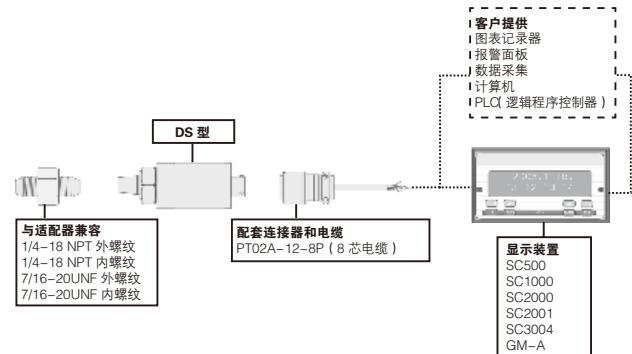 客户提供
图表记录器
报警面板
数据采集
计算机
PLC( 逻辑程序控制器 )
DS 型
与适配器兼容
1/4-18 NPT 外螺纹
1/4-18 NPT 内螺纹
7/16-20UNF 外螺纹
7/16-20UNF 内螺纹
配套连接器和电缆
PT02A-12-8P ( 8 芯电缆 )
显示装置
SC500
SC1000
SC2000
SC2001
SC3004
GM-A